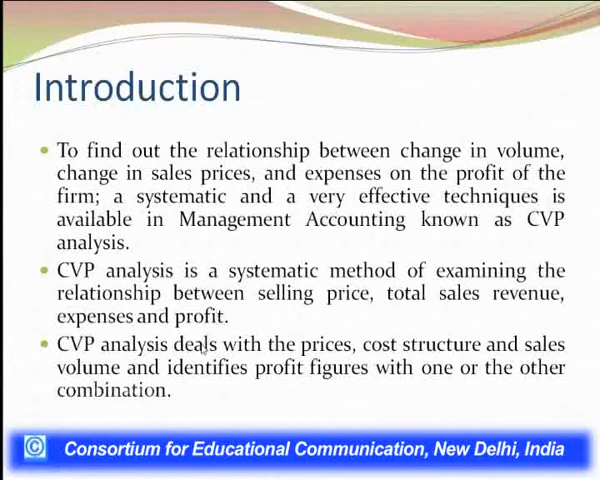 Introduction
To find out the relationship between change in volume,
change in sales prices, and expenses on the profit of the
firm; a systematic and a very effective techniques is
available in Management Accounting known as CVP
analysis.
CVP analysis is a systematic method of examining the
relationship between selling price, total sales revenue,
expenses and profit.
CVP analysis deals with the prices, cost structure and sales
volume and identifies profit figures with one or the other
combination.
© Consortium for Educational Communication, New Delhi, India